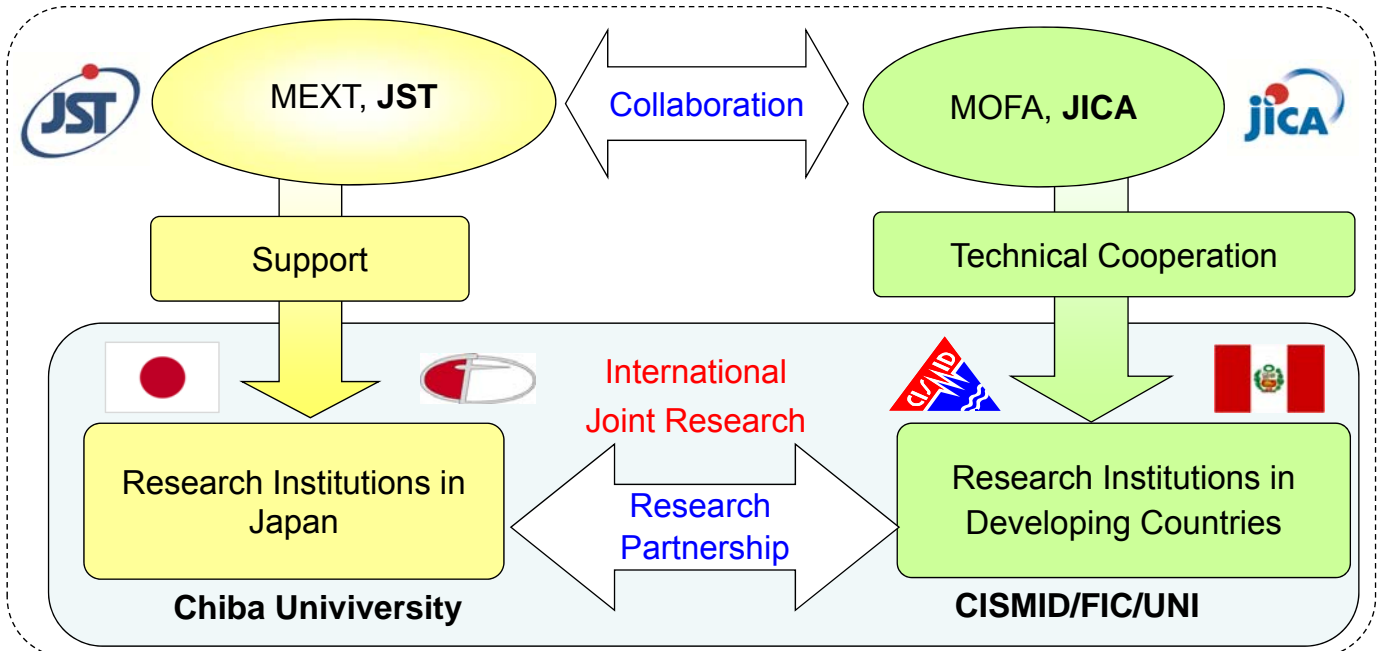 JST
MEXT, JST
Collaboration
MOFA, JICA
jica
Support
Technical Cooperation
International
Joint Research
CISMID
Research Institutions in
Japan
Research
Partnership
Research Institutions in
Developing Countries
Chiba Univiversity
CISMID/FIC/UNI